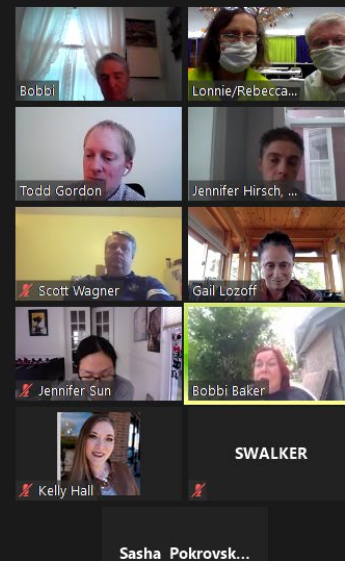 Bobbi
Lonnie/Rebecca...
Todd Gordon
Jennifer Hirsch, ...
Scott Wagner
Gail Lozoff
Jennifer Sun
Bobbi Baker
Kelly Hall
SWALKER
Sasha Pokrovsk...